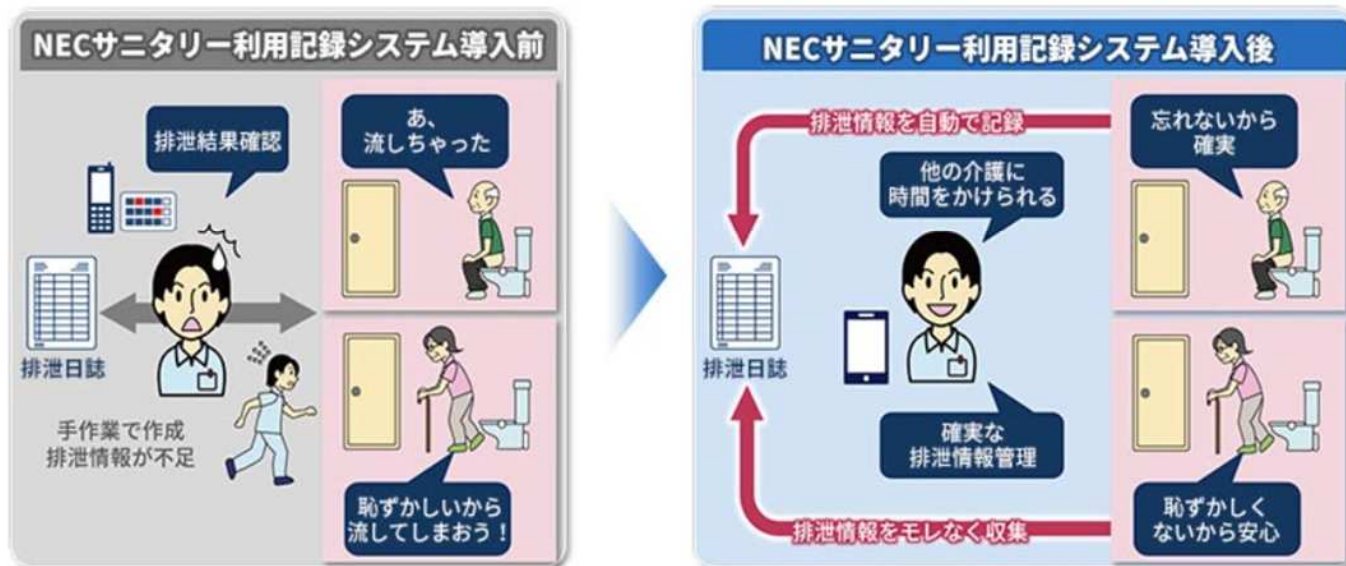 NECサニタリー利用記録システム導入前
排泄結果確認
あ、
流しちゃった
排泄日誌
手作業で作成
排泄情報が不足
恥ずかしいから
流してしまおう！
NECサニタリー利用記録システム導入後
排泄情報を自動で記録
忘れないから
確実
他の介護に
時間をかけられる
排泄日誌
確実な
排泄情報管理
排泄情報をモレなく収集
恥ずかしく
ないから安心